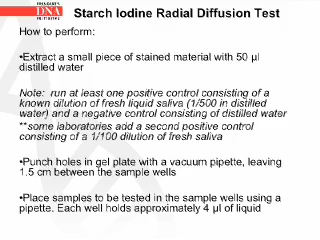 DNA
INITIATIVE
Starch Iodine Radial Diffusion Test
How to perform:
•Extract a small piece of stained material with 50 µl
distilled water
Note:  run at least one positive control consisting of a
known dilution of fresh liquid saliva (1/500 in distilled
water) and a negative control consisting of distilled water
**some laboratories add a second positive control
consisting of a 1/100 dilution of fresh saliva
•Punch holes in gel plate with a vacuum pipette, leaving
1.5 cm between the sample wells
•Place samples to be tested in the sample wells using a
pipette. Each well holds approximately 4 µl of liquid